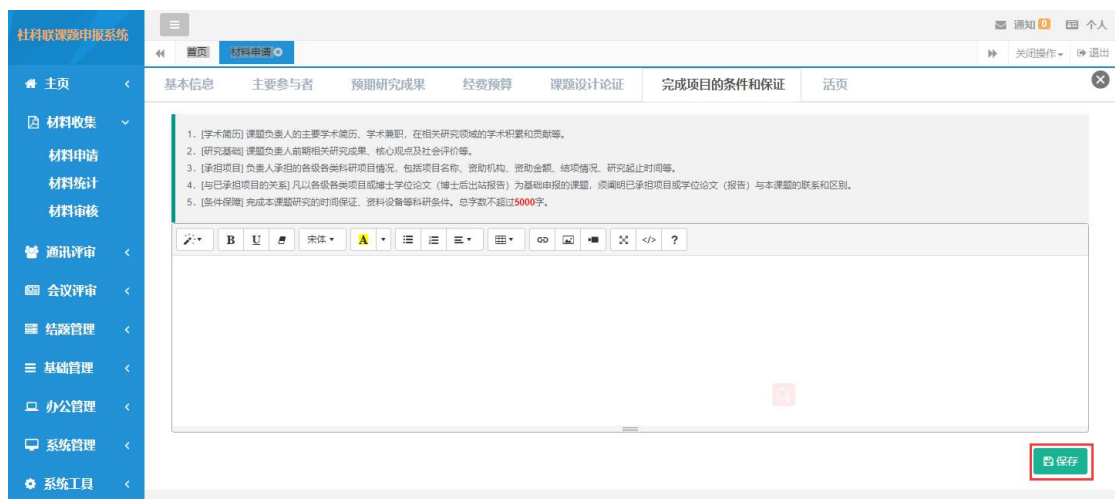 社科联课题申报系统
通知 0 个人
首页 材料申请
关闭操作 退出
主页
材料收集
材料申请
材料统计
材料审核
通讯评审
会议评审
结题管理
基础管理
办公管理
系统管理
系统工具
基本信息 主要参与者 预期研究成果 经费预算 课题设计论证 完成项目的条件和保证 活页
1. [学术简历] 课题负责人的主要学术简历、学术兼职，在相关研究领域的学术积累和贡献等。
2. [研究基础] 课题负责人前期相关研究成果、核心观点及社会评价等。
3. [承担项目] 负责人承担的各级各类科研项目情况，包括项目名称、资助机构、资助金额、结项情况、研究起止时间等。
4. [与已承担项目的关系] 凡以各级各类项目或博士学位论文（博士后出站报告）为基础申报的课题，须阐明已承担项目或学位论文（报告）与本课题的联系和区别。
5. [条件保障] 完成本课题研究的时间保证、资料设备等科研条件。总字数不超过5000字。
B U 宋体 A </> ?
保存